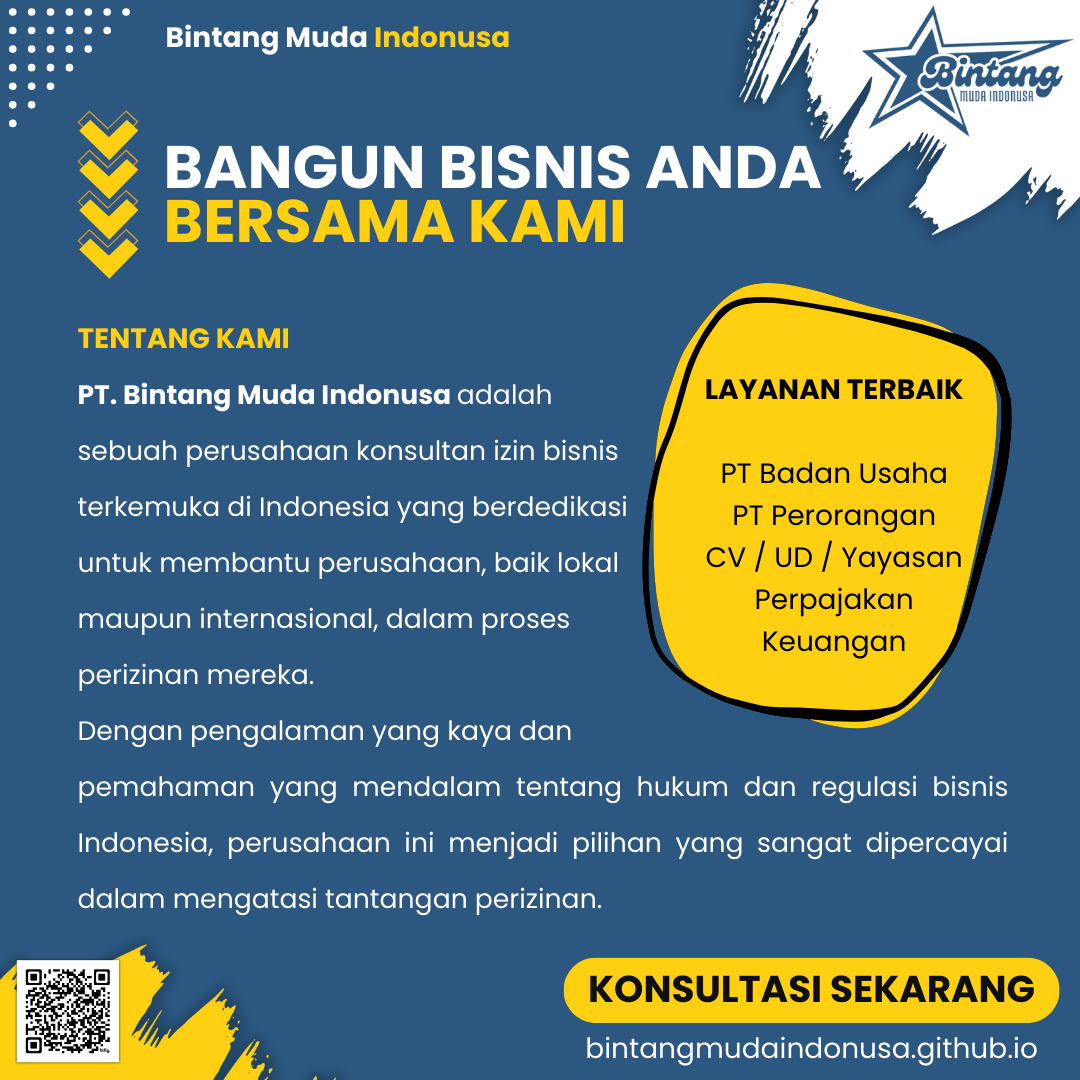 Bintang Muda Indonusa
Bintang
MUDA INDONUSA
BANGUN BISNIS ANDA
BERSAMA KAMI
TENTANG KAMI
PT. Bintang Muda Indonusa adalah
sebuah perusahaan konsultan izin bisnis
terkemuka di Indonesia yang berdedikasi
untuk membantu perusahaan, baik lokal
maupun internasional, dalam proses
perizinan mereka.
Dengan pengalaman yang kaya dan
pemahaman yang mendalam tentang hukum dan regulasi bisnis
Indonesia, perusahaan ini menjadi pilihan yang sangat dipercayai
dalam mengatasi tantangan perizinan.
LAYANAN TERBAIK
PT Badan Usaha
PT Perorangan
CV / UD / Yayasan
Perpajakan
Keuangan
KONSULTASI SEKARANG
bintangmudaindonusa.github.io